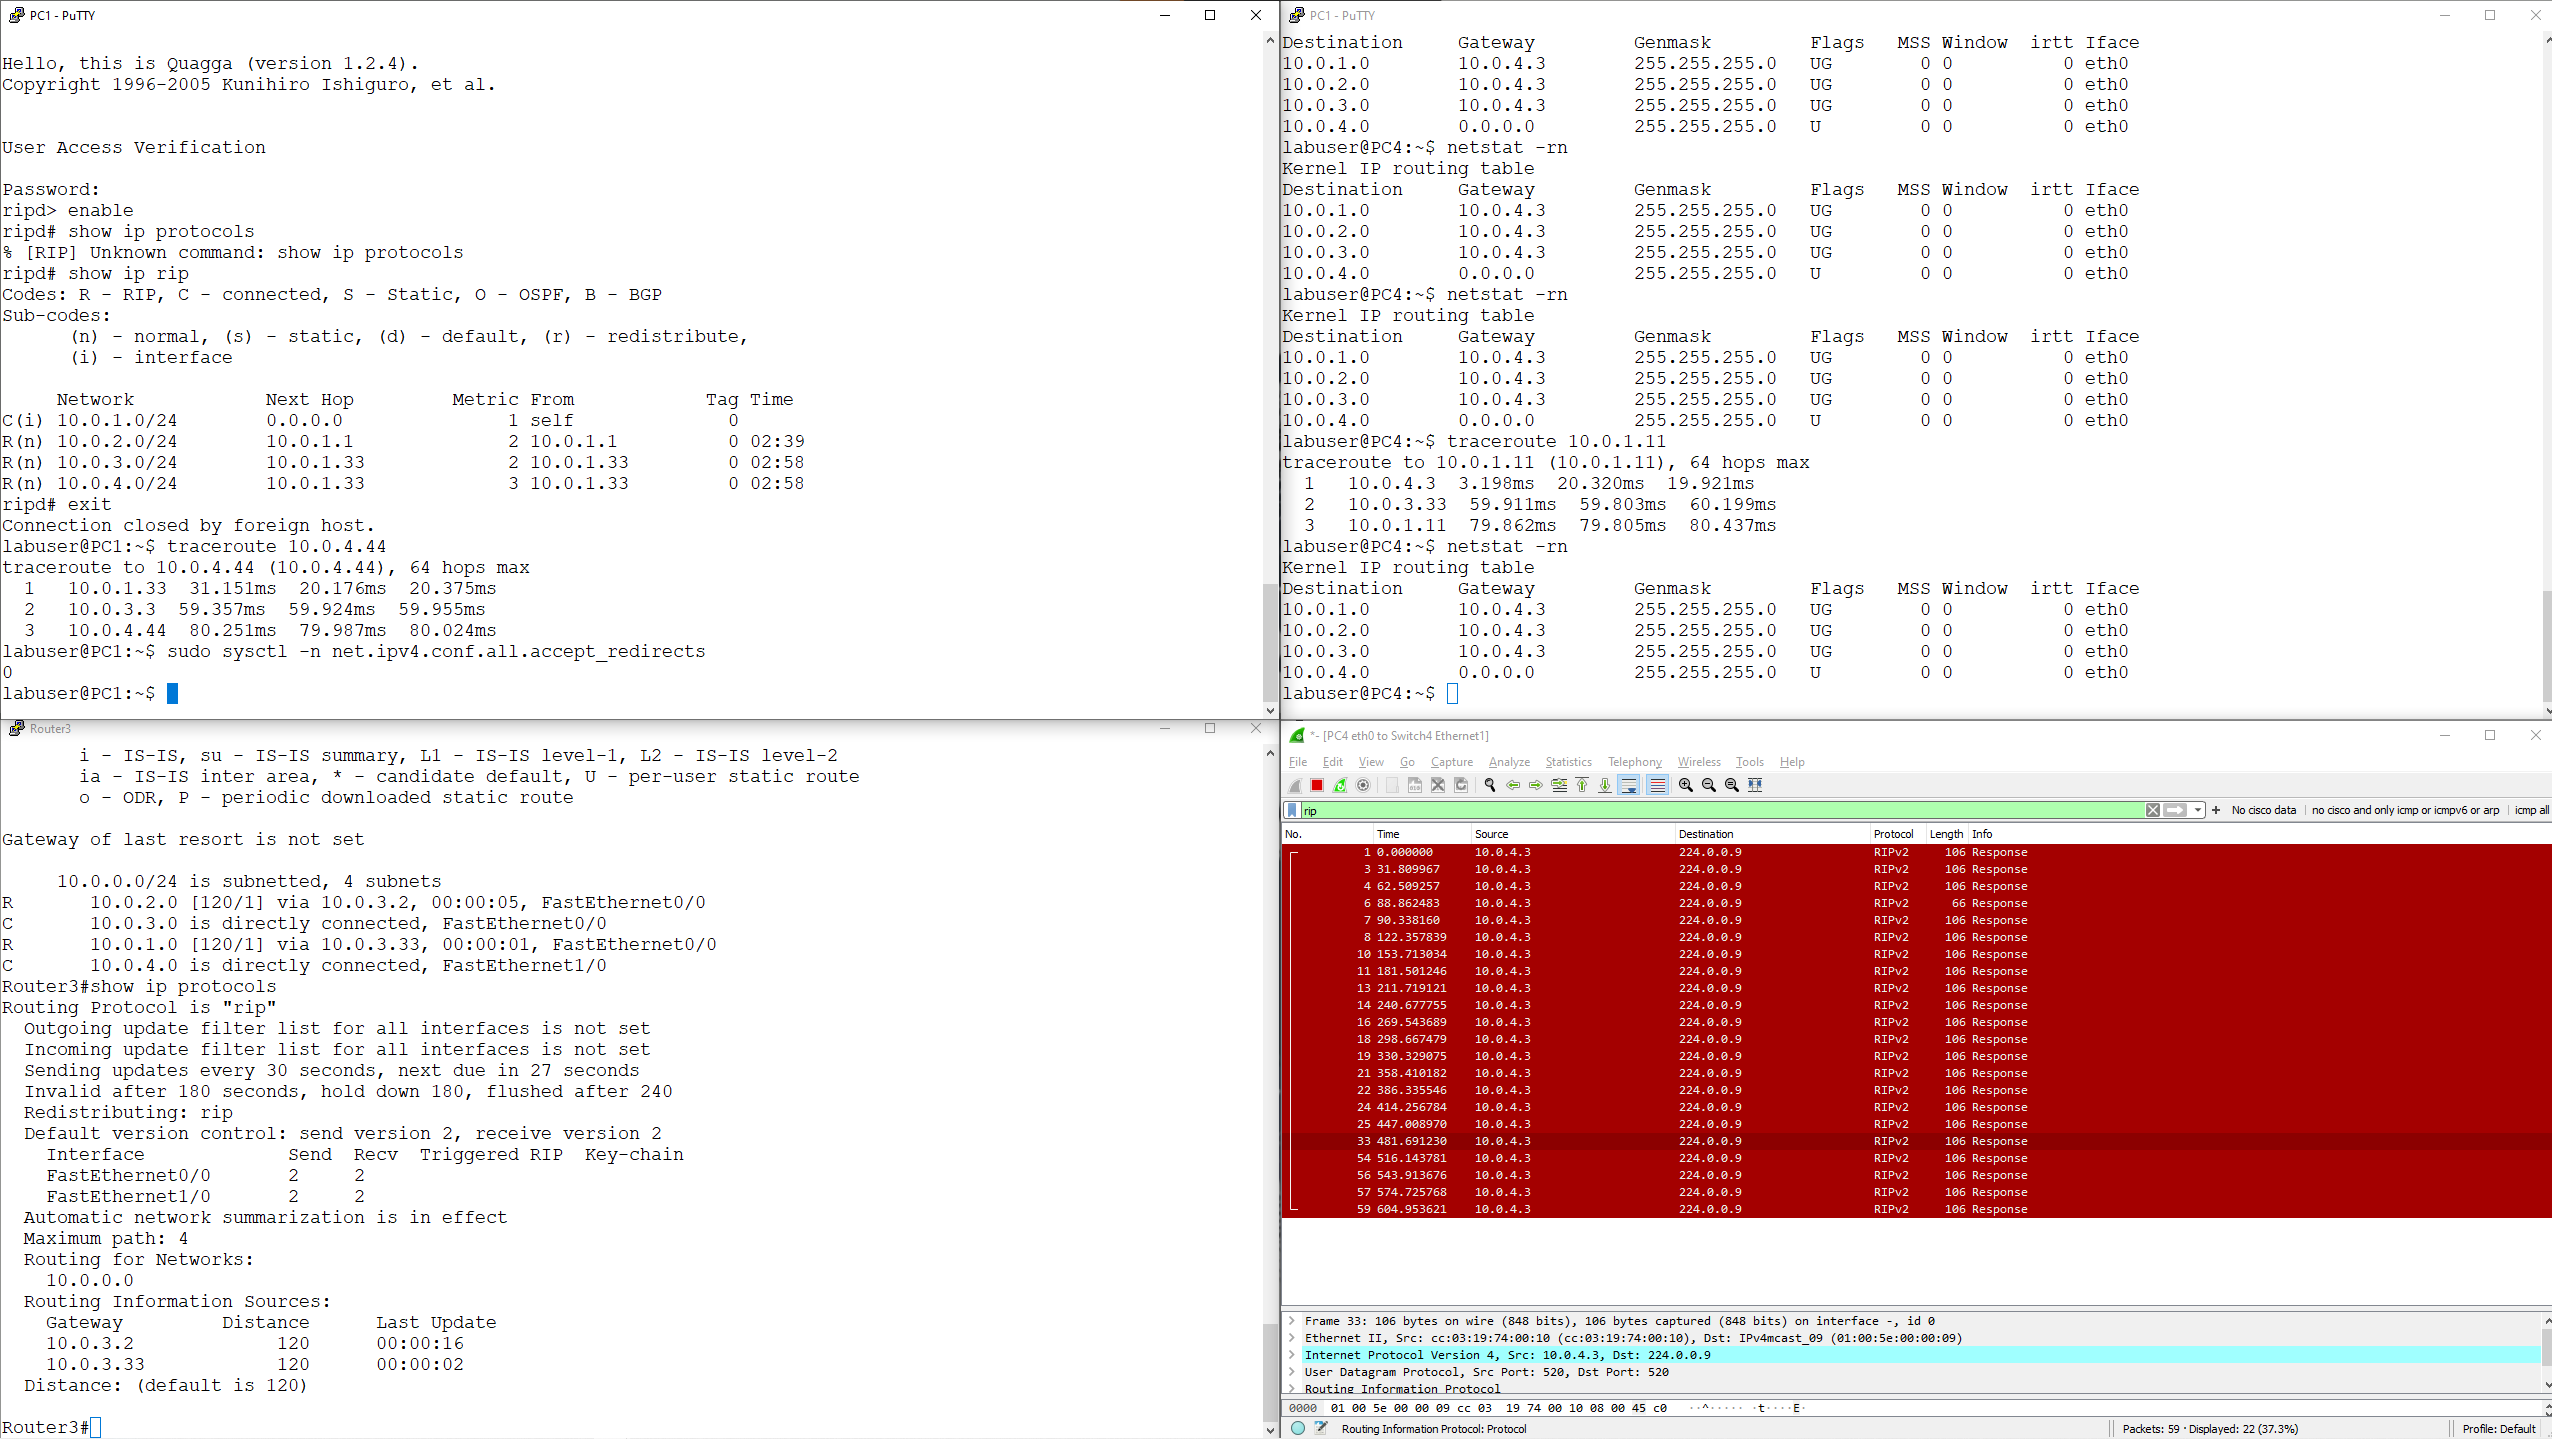 PC1 - PuTTY
Hello, this is Quagga (version 1.2.4).
Copyright 1996-2005 Kunihiro Ishiguro, et al.
User Access Verification
Password:
ripd> enable
ripd# show ip protocols
% [RIP] Unknown command: show ip protocols
ripd# show ip rip
Codes: R - RIP, C - connected, S - Static, O - OSPF, B - BGP
Sub-codes:
(n) - normal, (s) - static, (d) - default, (r) - redistribute,
(i) - interface
Network Next Hop Metric From Tag Time
C(i) 10.0.1.0/24 0.0.0.0 1 self 0
R(n) 10.0.2.0/24 10.0.1.1 2 10.0.1.1 0 02:39
R(n) 10.0.3.0/24 10.0.1.33 2 10.0.1.33 0 02:58
R(n) 10.0.4.0/24 10.0.1.33 3 10.0.1.33 0 02:58
ripd# exit
Connection closed by foreign host.
labuser@PC1:~$ traceroute 10.0.4.44
traceroute to 10.0.4.44 (10.0.4.44), 64 hops max
1 10.0.1.33 31.151ms 20.176ms 20.375ms
2 10.0.3.3 59.357ms 59.924ms 59.955ms
3 10.0.4.44 80.251ms 79.987ms 80.024ms
labuser@PC1:~$ sudo sysctl -n net.ipv4.conf.all.accept_redirects
0
labuser@PC1:~$
PC1 - PuTTY
Destination Gateway Genmask Flags MSS Window irtt Iface
10.0.1.0 10.0.4.3 255.255.255.0 UG 0 0 0 eth0
10.0.2.0 10.0.4.3 255.255.255.0 UG 0 0 0 eth0
10.0.3.0 10.0.4.3 255.255.255.0 UG 0 0 0 eth0
10.0.4.0 0.0.0.0 255.255.255.0 U 0 0 0 eth0
labuser@PC4:~$ netstat -rn
Kernel IP routing table
Destination Gateway Genmask Flags MSS Window irtt Iface
10.0.1.0 10.0.4.3 255.255.255.0 UG 0 0 0 eth0
10.0.2.0 10.0.4.3 255.255.255.0 UG 0 0 0 eth0
10.0.3.0 10.0.4.3 255.255.255.0 UG 0 0 0 eth0
10.0.4.0 0.0.0.0 255.255.255.0 U 0 0 0 eth0
labuser@PC4:~$ netstat -rn
Kernel IP routing table
Destination Gateway Genmask Flags MSS Window irtt Iface
10.0.1.0 10.0.4.3 255.255.255.0 UG 0 0 0 eth0
10.0.2.0 10.0.4.3 255.255.255.0 UG 0 0 0 eth0
10.0.3.0 10.0.4.3 255.255.255.0 UG 0 0 0 eth0
10.0.4.0 0.0.0.0 255.255.255.0 U 0 0 0 eth0
labuser@PC4:~$ traceroute 10.0.1.11
traceroute to 10.0.1.11 (10.0.1.11), 64 hops max
1 10.0.4.3 3.198ms 20.320ms 19.921ms
2 10.0.3.33 59.911ms 59.803ms 60.199ms
3 10.0.1.11 79.862ms 79.805ms 80.437ms
labuser@PC4:~$ netstat -rn
Kernel IP routing table
Destination Gateway Genmask Flags MSS Window irtt Iface
10.0.1.0 10.0.4.3 255.255.255.0 UG 0 0 0 eth0
10.0.2.0 10.0.4.3 255.255.255.0 UG 0 0 0 eth0
10.0.3.0 10.0.4.3 255.255.255.0 UG 0 0 0 eth0
10.0.4.0 0.0.0.0 255.255.255.0 U 0 0 0 eth0
labuser@PC4:~$
Router3
i - IS-IS, su - IS-IS summary, L1 - IS-IS level-1, L2 - IS-IS level-2
ia - IS-IS inter area, * - candidate default, U - per-user static route
o - ODR, P - periodic downloaded static route
Gateway of last resort is not set
10.0.0.0/24 is subnetted, 4 subnets
R 10.0.2.0 [120/1] via 10.0.3.2, 00:00:05, FastEthernet0/0
C 10.0.3.0 is directly connected, FastEthernet0/0
R 10.0.1.0 [120/1] via 10.0.3.33, 00:00:01, FastEthernet0/0
C 10.0.4.0 is directly connected, FastEthernet1/0
Router3#show ip protocols
Routing Protocol is "rip"
Outgoing update filter list for all interfaces is not set
Incoming update filter list for all interfaces is not set
Sending updates every 30 seconds, next due in 27 seconds
Invalid after 180 seconds, hold down 180, flushed after 240
Redistributing: rip
Default version control: send version 2, receive version 2
Interface Send Recv Triggered RIP Key-chain
FastEthernet0/0 2 2
FastEthernet1/0 2 2
Automatic network summarization is in effect
Maximum path: 4
Routing for Networks:
10.0.0.0
Routing Information Sources:
Gateway Distance Last Update
10.0.3.2 120 00:00:16
10.0.3.33 120 00:00:02
Distance: (default is 120)
Router3#
*- [PC4 eth0 to Switch4 Ethernet1]
File Edit View Go Capture Analyze Statistics Telephony Wireless Tools Help
rip + No cisco data no cisco and only icmp or icmpv6 or arp icmp all
No. Time Source Destination Protocol Length Info
1 0.000000 10.0.4.3 224.0.0.9 RIPv2 106 Response
3 31.809967 10.0.4.3 224.0.0.9 RIPv2 106 Response
4 62.509257 10.0.4.3 224.0.0.9 RIPv2 106 Response
6 88.862483 10.0.4.3 224.0.0.9 RIPv2 66 Response
7 90.338160 10.0.4.3 224.0.0.9 RIPv2 106 Response
8 122.357839 10.0.4.3 224.0.0.9 RIPv2 106 Response
10 153.713034 10.0.4.3 224.0.0.9 RIPv2 106 Response
11 181.501246 10.0.4.3 224.0.0.9 RIPv2 106 Response
13 211.719121 10.0.4.3 224.0.0.9 RIPv2 106 Response
14 240.677755 10.0.4.3 224.0.0.9 RIPv2 106 Response
16 269.543689 10.0.4.3 224.0.0.9 RIPv2 106 Response
18 298.667479 10.0.4.3 224.0.0.9 RIPv2 106 Response
19 330.329075 10.0.4.3 224.0.0.9 RIPv2 106 Response
21 358.410182 10.0.4.3 224.0.0.9 RIPv2 106 Response
22 386.335546 10.0.4.3 224.0.0.9 RIPv2 106 Response
24 414.256784 10.0.4.3 224.0.0.9 RIPv2 106 Response
25 447.008970 10.0.4.3 224.0.0.9 RIPv2 106 Response
33 481.691230 10.0.4.3 224.0.0.9 RIPv2 106 Response
54 516.143781 10.0.4.3 224.0.0.9 RIPv2 106 Response
56 543.913676 10.0.4.3 224.0.0.9 RIPv2 106 Response
57 574.725768 10.0.4.3 224.0.0.9 RIPv2 106 Response
59 604.953621 10.0.4.3 224.0.0.9 RIPv2 106 Response
Frame 33: 106 bytes on wire (848 bits), 106 bytes captured (848 bits) on interface -, id 0
Ethernet II, Src: cc:03:19:74:00:10 (cc:03:19:74:00:10), Dst: IPv4mcast_09 (01:00:5e:00:00:09)
Internet Protocol Version 4, Src: 10.0.4.3, Dst: 224.0.0.9
User Datagram Protocol, Src Port: 520, Dst Port: 520
Routing Information Protocol
0000 01 00 5e 00 00 09 cc 03 19 74 00 10 08 00 45 c0 ··^····· ·t····E·
Routing Information Protocol: Protocol Packets: 59 · Displayed: 22 (37.3%) Profile: Default